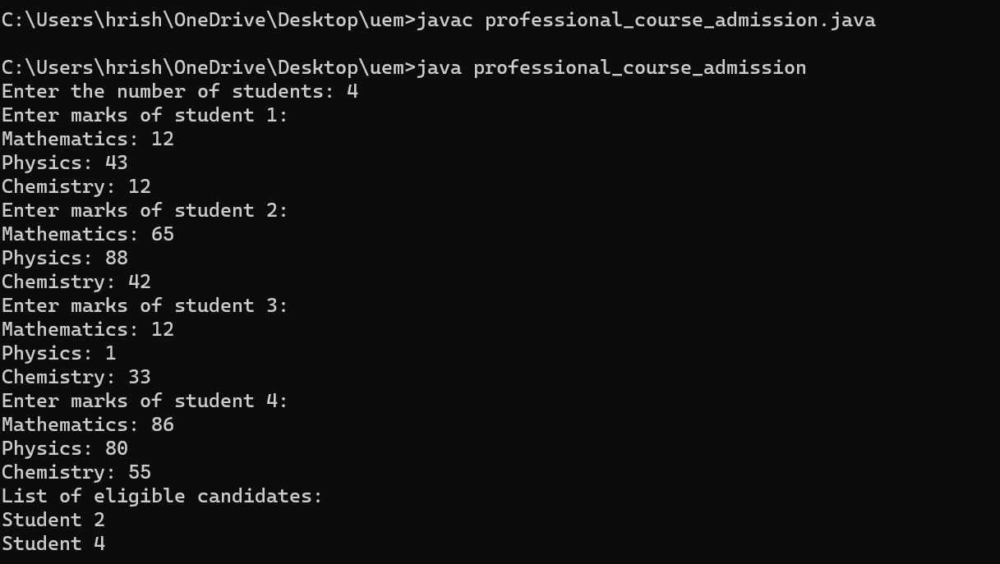 C:\Users\hrish\OneDrive\Desktop\uem>javac professional_course_admission.java
C:\Users\hrish\OneDrive\Desktop\uem>java professional_course_admission
Enter the number of students: 4
Enter marks of student 1:
Mathematics: 12
Physics: 43
Chemistry: 12
Enter marks of student 2:
Mathematics: 65
Physics: 88
Chemistry: 42
Enter marks of student 3:
Mathematics: 12
Physics: 1
Chemistry: 33
Enter marks of student 4:
Mathematics: 86
Physics: 80
Chemistry: 55
List of eligible candidates:
Student 2
Student 4